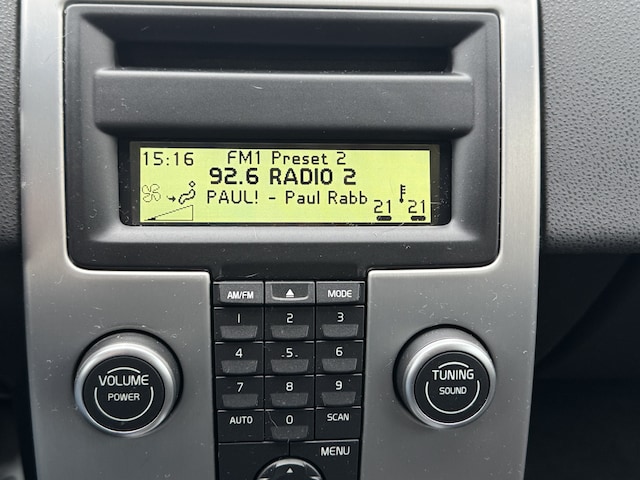 15:16 FM1 Preset 2
92.6 RADIO 2
PAUL! - Paul Rabb
21 21
AM/FM MODE
1 2 3
4 5 6
7 8 9
AUTO 0 SCAN
MENU
VOLUME
POWER
TUNING
SOUND